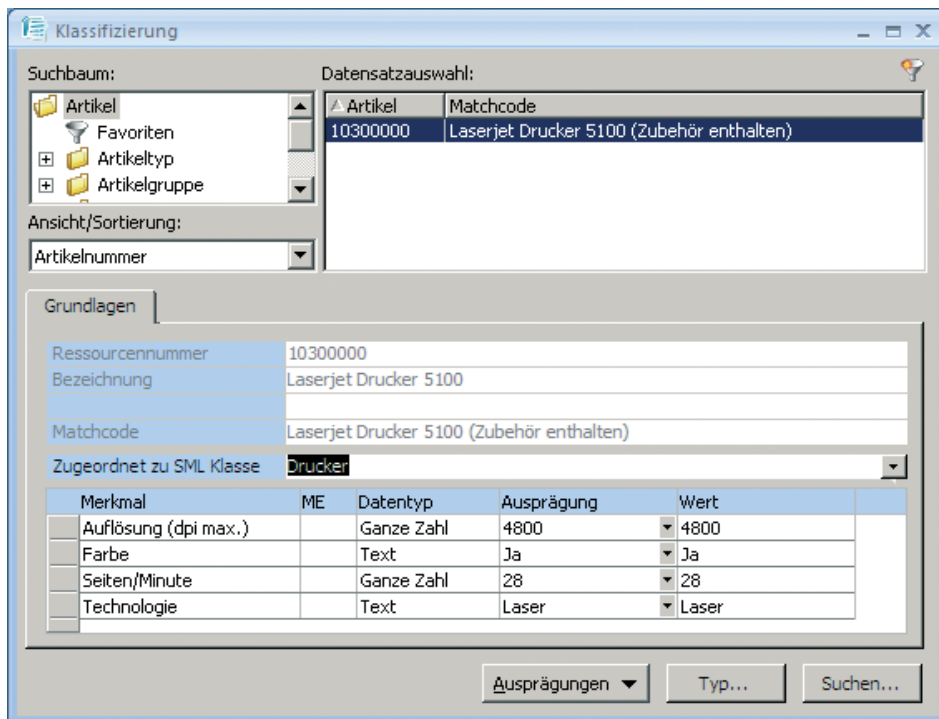 Klassifizierung
Suchbaum:
Datensatzauswahl:
Artikel
Favoriten
Artikeltyp
Artikelgruppe
Artikel Matchcode
10300000 Laserjet Drucker 5100 (Zubehör enthalten)
Ansicht/Sortierung:
Artikelnummer
Grundlagen
Ressourcennummer 10300000
Bezeichnung Laserjet Drucker 5100
Matchcode Laserjet Drucker 5100 (Zubehör enthalten)
Zugeordnet zu SML Klasse Drucker
Merkmal ME Datentyp Ausprägung Wert
Auflösung (dpi max.) Ganze Zahl 4800 4800
Farbe Text Ja Ja
Seiten/Minute Ganze Zahl 28 28
Technologie Text Laser Laser
Ausprägungen Typ... Suchen...